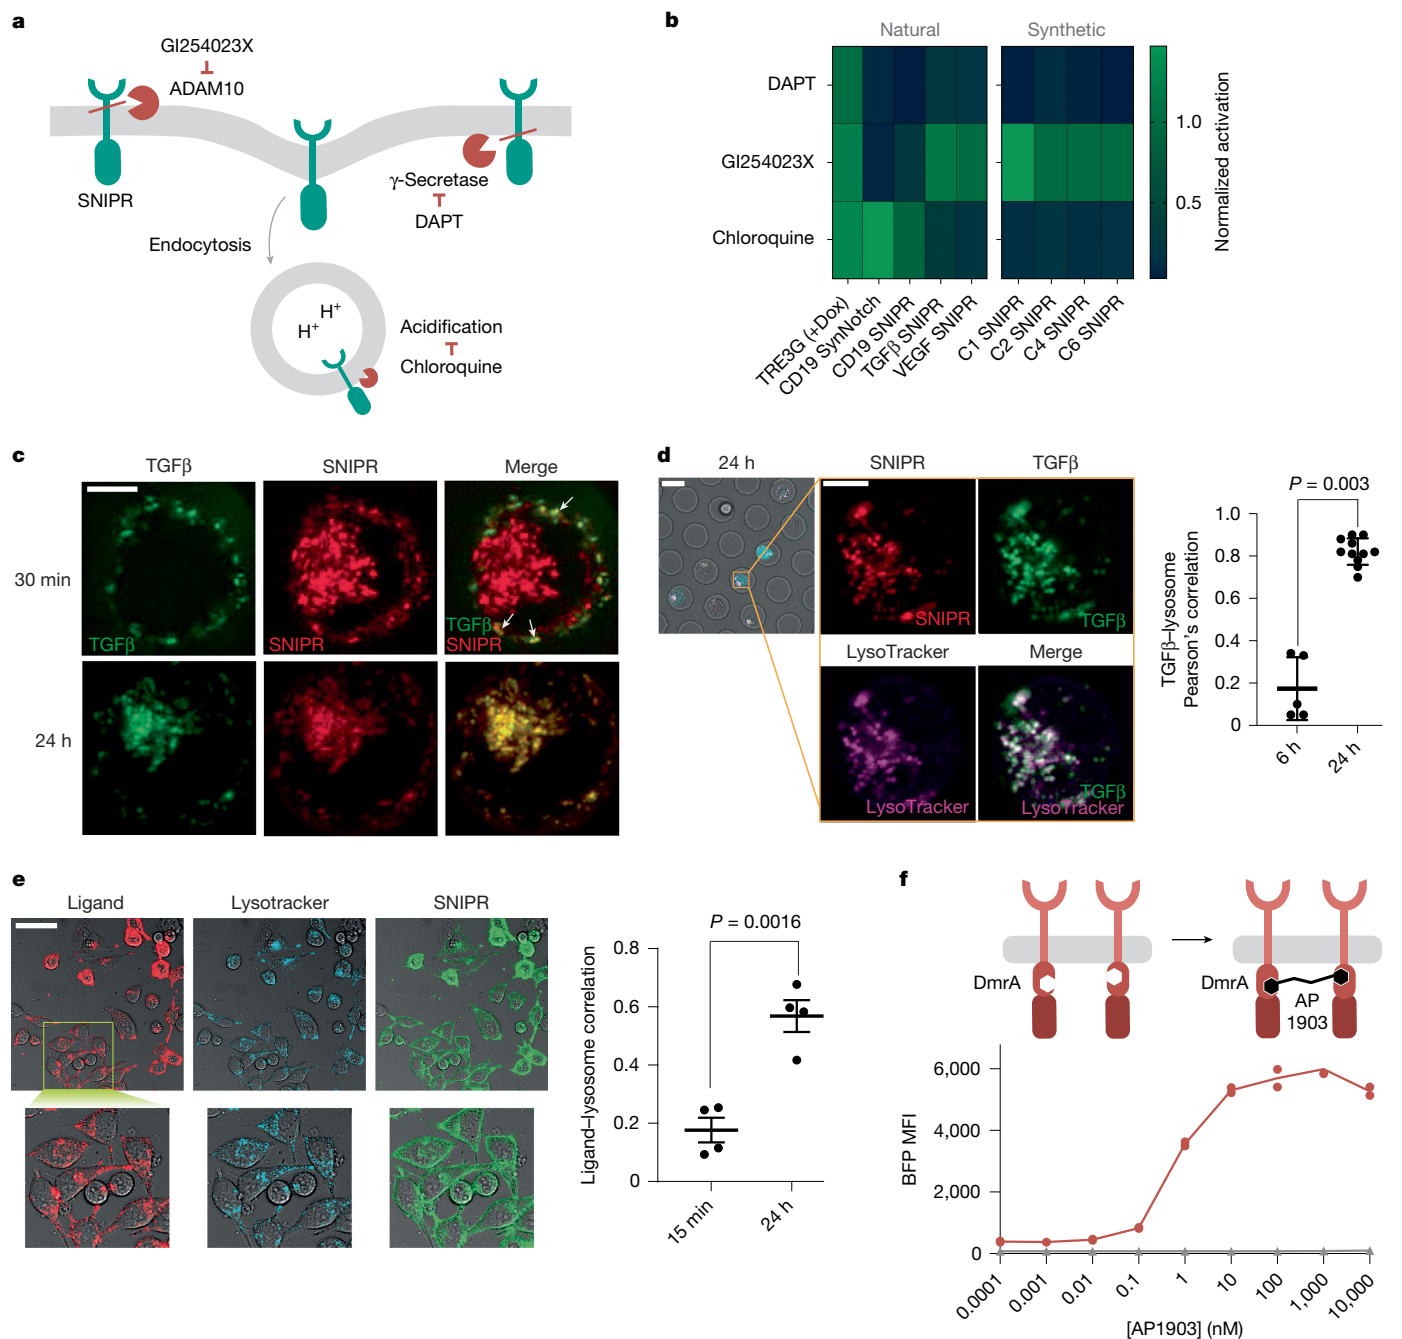 a
GI254023X
ADAM10
SNIPR
γ-Secretase
DAPT
Endocytosis
H+
H+
Acidification
Chloroquine
b
Natural
Synthetic
DAPT
GI254023X
Chloroquine
TRE3G (+Dox)
CD19 SynNotch
CD19 SNIPR
TGFβ SNIPR
VEGF SNIPR
C1 SNIPR
C2 SNIPR
C4 SNIPR
C6 SNIPR
1.0
0.5
Normalized activation
c
TGFβ
SNIPR
Merge
30 min
TGFβ
SNIPR
TGFβ
SNIPR
24 h
d
24 h
SNIPR
TGFβ
SNIPR
TGFβ
LysoTracker
Merge
LysoTracker
TGFβ
LysoTracker
P = 0.003
TGFβ–lysosome
Pearson's correlation
1.0
0.8
0.6
0.4
0.2
0
6 h
24 h
e
Ligand
Lysotracker
SNIPR
P = 0.0016
Ligand–lysosome correlation
0.8
0.6
0.4
0.2
0
15 min
24 h
f
DmrA
DmrA
AP
1903
BFP MFI
6,000
4,000
2,000
0
0.0001
0.001
0.01
0.1
1
10
100
1,000
10,000
[AP1903] (nM)